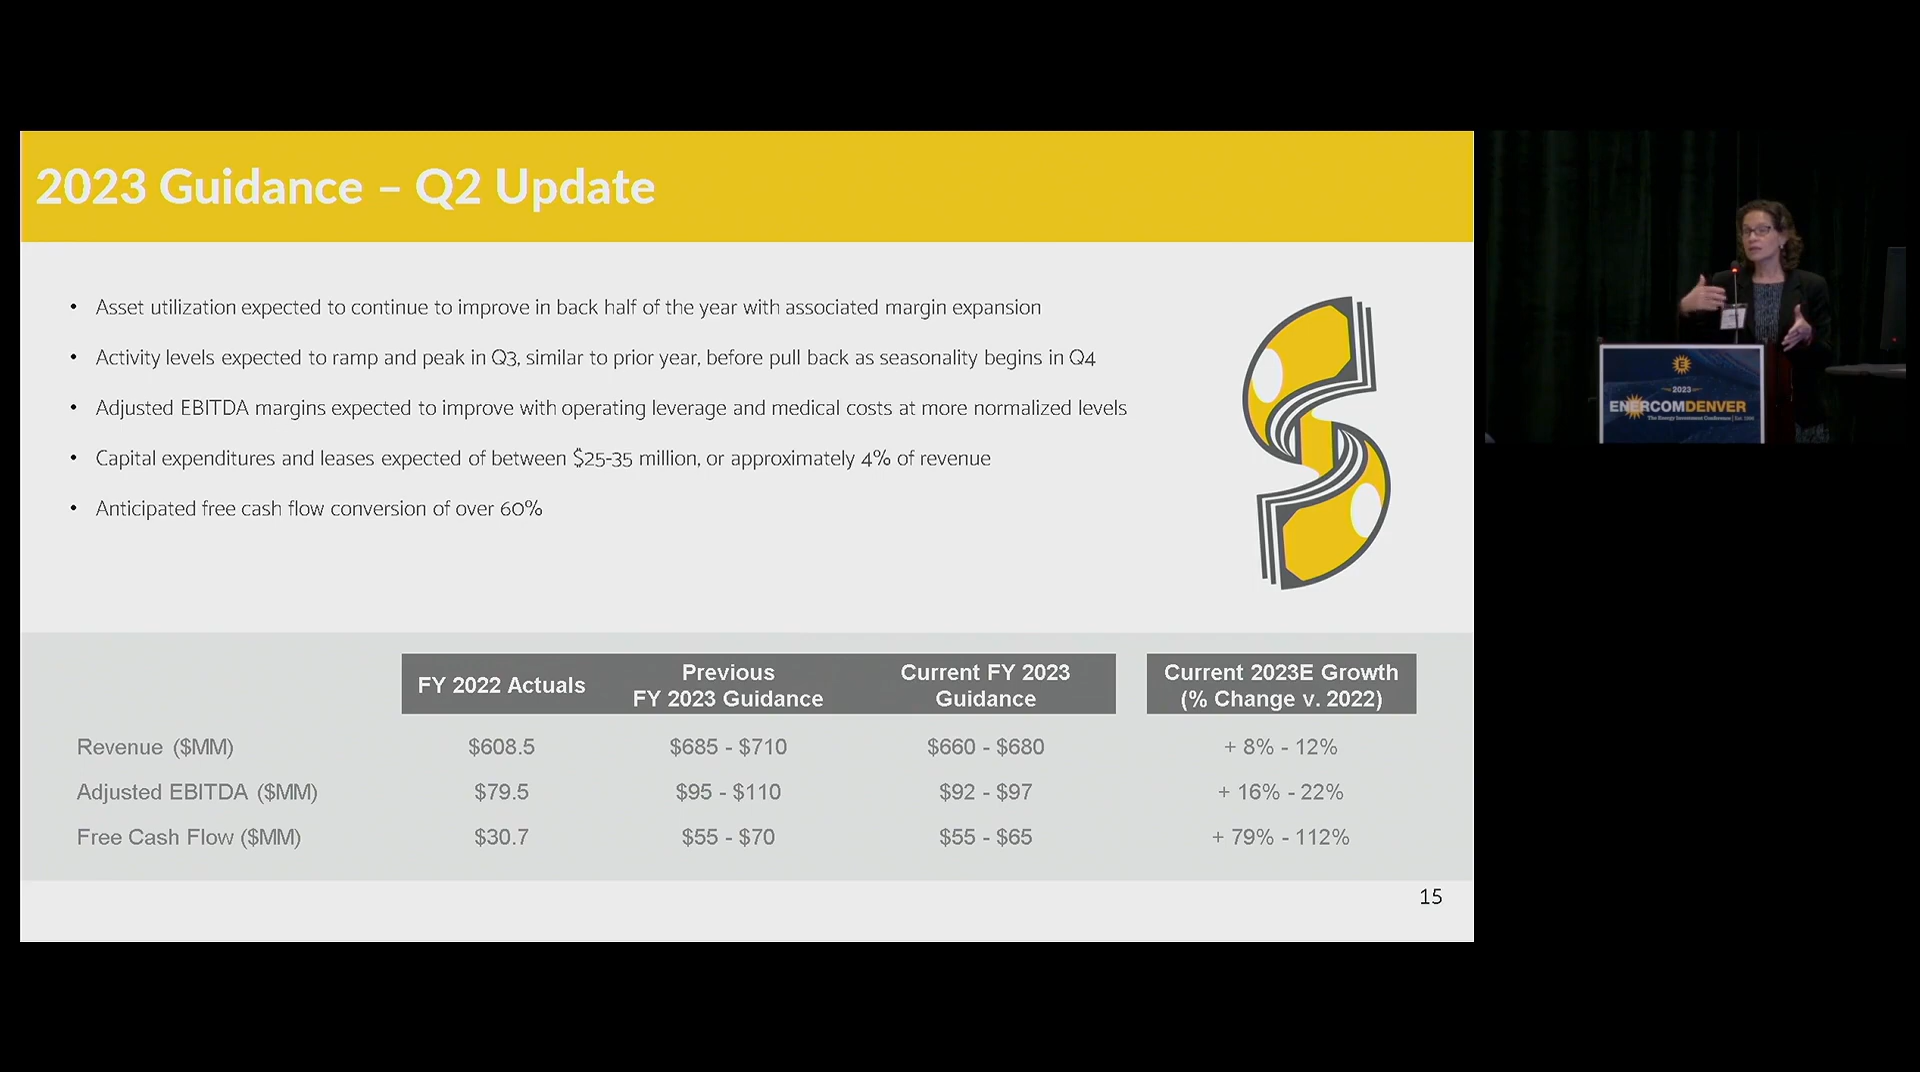 2023 Guidance – Q2 Update
• Asset utilization expected to continue to improve in back half of the year with associated margin expansion
• Activity levels expected to ramp and peak in Q3, similar to prior year, before pull back as seasonality begins in Q4
• Adjusted EBITDA margins expected to improve with operating leverage and medical costs at more normalized levels
• Capital expenditures and leases expected of between $25-35 million, or approximately 4% of revenue
• Anticipated free cash flow conversion of over 60%
FY 2022 Actuals Previous FY 2023 Guidance Current FY 2023 Guidance Current 2023E Growth (% Change v. 2022)
Revenue ($MM) $608.5 $685 - $710 $660 - $680 + 8% - 12%
Adjusted EBITDA ($MM) $79.5 $95 - $110 $92 - $97 + 16% - 22%
Free Cash Flow ($MM) $30.7 $55 - $70 $55 - $65 + 79% - 112%
15
E
2023
ENERCOMDENVER
The Energy Investment Conference